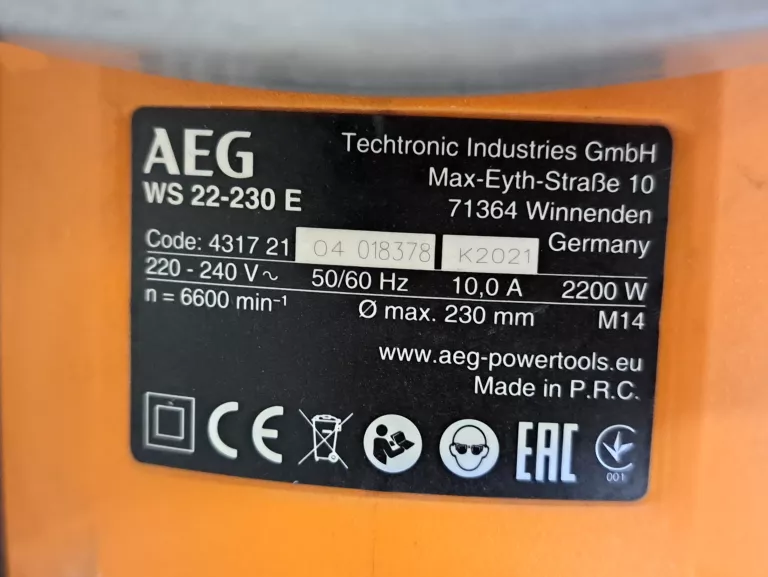 AEG
WS 22-230 E
Techtronic Industries GmbH
Max-Eyth-Straße 10
71364 Winnenden
Germany
Code: 4317 21 04 018378 K2021
220 - 240 V~ 50/60 Hz 10,0 A 2200 W
n = 6600 min⁻¹ Ø max. 230 mm M14
www.aeg-powertools.eu
Made in P.R.C.
CE EAC
001